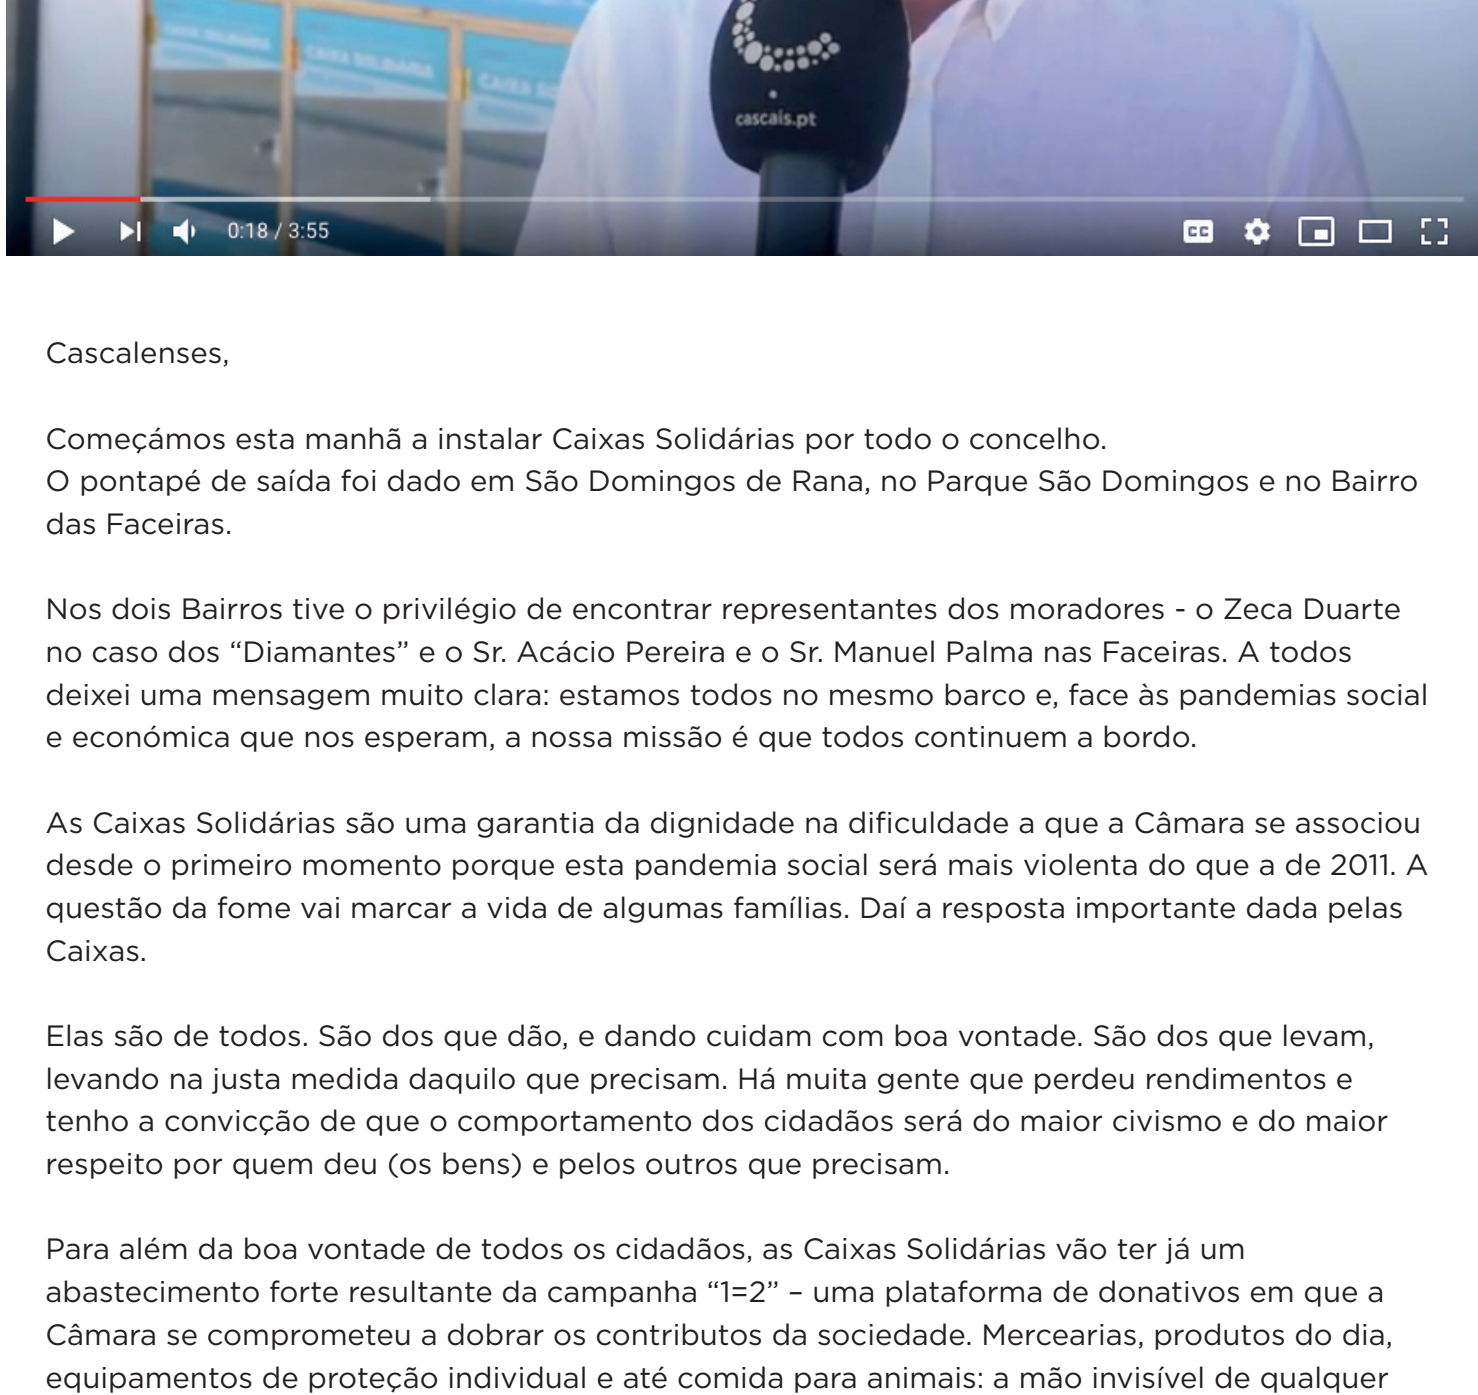 CAIXA SOLIDÁRIA
CAIXA SOLIDÁRIA
CAIXA
cascais.pt
0:18 / 3:55
CC
Cascalenses,
Começámos esta manhã a instalar Caixas Solidárias por todo o concelho.
O pontapé de saída foi dado em São Domingos de Rana, no Parque São Domingos e no Bairro
das Faceiras.
Nos dois Bairros tive o privilégio de encontrar representantes dos moradores - o Zeca Duarte
no caso dos “Diamantes” e o Sr. Acácio Pereira e o Sr. Manuel Palma nas Faceiras. A todos
deixei uma mensagem muito clara: estamos todos no mesmo barco e, face às pandemias social
e económica que nos esperam, a nossa missão é que todos continuem a bordo.
As Caixas Solidárias são uma garantia da dignidade na dificuldade a que a Câmara se associou
desde o primeiro momento porque esta pandemia social será mais violenta do que a de 2011. A
questão da fome vai marcar a vida de algumas famílias. Daí a resposta importante dada pelas
Caixas.
Elas são de todos. São dos que dão, e dando cuidam com boa vontade. São dos que levam,
levando na justa medida daquilo que precisam. Há muita gente que perdeu rendimentos e
tenho a convicção de que o comportamento dos cidadãos será do maior civismo e do maior
respeito por quem deu (os bens) e pelos outros que precisam.
Para além da boa vontade de todos os cidadãos, as Caixas Solidárias vão ter já um
abastecimento forte resultante da campanha “1=2” – uma plataforma de donativos em que a
Câmara se comprometeu a dobrar os contributos da sociedade. Mercearias, produtos do dia,
equipamentos de proteção individual e até comida para animais: a mão invisível de qualquer